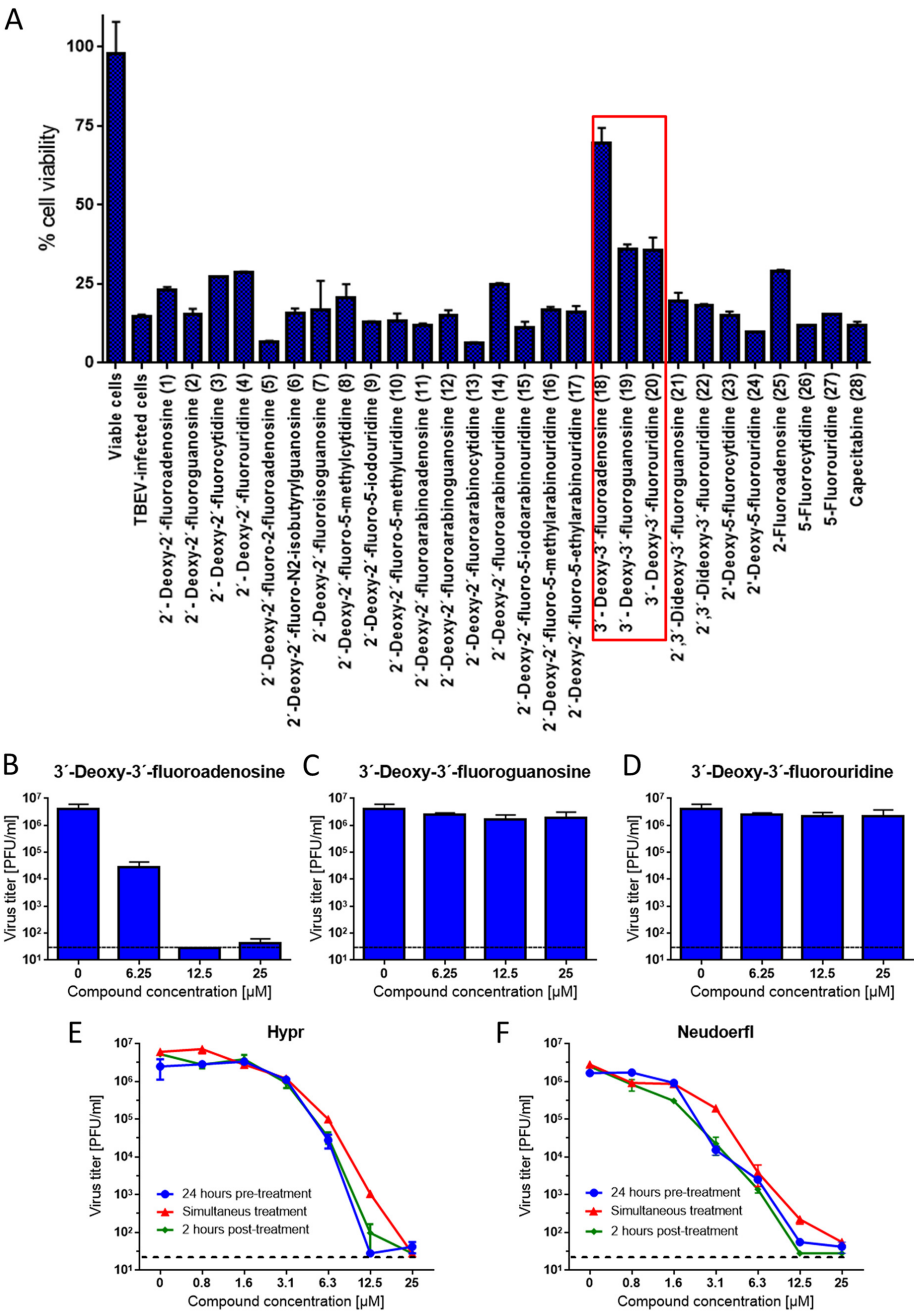 A
% cell viability
100
75
50
25
0
Viable cells
TBEV-infected cells
2´- Deoxy-2´-fluoroadenosine (1)
2´- Deoxy-2´-fluoroguanosine (2)
2´- Deoxy-2´-fluorocytidine (3)
2´- Deoxy-2´-fluorouridine (4)
2´-Deoxy-2´-fluoro-2-fluoroadenosine (5)
2´-Deoxy-2´-fluoro-N2-isobutyrylguanosine (6)
2´-Deoxy-2´-fluoroisoguanosine (7)
2´-Deoxy-2´-fluoro-5-methylcytidine (8)
2´-Deoxy-2´-fluoro-5-iodouridine (9)
2´-Deoxy-2´-fluoro-5-methyluridine (10)
2´-Deoxy-2´-fluoroarabinoadenosine (11)
2´-Deoxy-2´-fluoroarabinoguanosine (12)
2´-Deoxy-2´-fluoroarabinocytidine (13)
2´-Deoxy-2´-fluoroarabinouridine (14)
2´-Deoxy-2´-fluoro-5-iodoarabinouridine (15)
2´-Deoxy-2´-fluoro-5-methylarabinouridine (16)
2´-Deoxy-2´-fluoro-5-ethylarabinouridine (17)
3´- Deoxy-3´-fluoroadenosine (18)
3´- Deoxy-3´-fluoroguanosine (19)
3´- Deoxy-3´-fluorouridine (20)
2´,3´-Dideoxy-3´-fluoroguanosine (21)
2´,3´-Dideoxy-3´-fluorouridine (22)
2'-Deoxy-5-fluorocytidine (23)
2'-Deoxy-5-fluorouridine (24)
2-Fluoroadenosine (25)
5-Fluorocytidine (26)
5-Fluorouridine (27)
Capecitabine (28)
B
3´-Deoxy-3´-fluoroadenosine
Virus titer [PFU/ml]
10⁷
10⁶
10⁵
10⁴
10³
10²
10¹
0 6.25 12.5 25
Compound concentration [µM]
C
3´-Deoxy-3´-fluoroguanosine
Virus titer [PFU/ml]
10⁷
10⁶
10⁵
10⁴
10³
10²
10¹
0 6.25 12.5 25
Compound concentration [µM]
D
3´-Deoxy-3´-fluorouridine
Virus titer [PFU/ml]
10⁷
10⁶
10⁵
10⁴
10³
10²
10¹
0 6.25 12.5 25
Compound concentration [µM]
E
Hypr
Virus titer [PFU/ml]
10⁷
10⁶
10⁵
10⁴
10³
10²
10¹
24 hours pre-treatment
Simultaneus treatment
2 hours post-treatment
0 0.8 1.6 3.1 6.3 12.5 25
Compound concentration [µM]
F
Neudoerfl
Virus titer [PFU/ml]
10⁷
10⁶
10⁵
10⁴
10³
10²
10¹
24 hours pre-treatment
Simultaneous treatment
2 hours post-treatment
0 0.8 1.6 3.1 6.3 12.5 25
Compound concentration [µM]